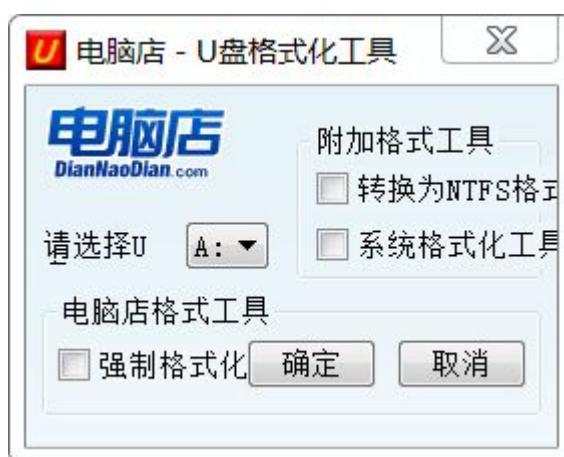 U 电脑店 - U盘格式化工具
电脑店
DianNaoDian.com
附加格式工具
转换为NTFS格式
系统格式化工具
请选择U
A:
电脑店格式工具
强制格式化
确定
取消